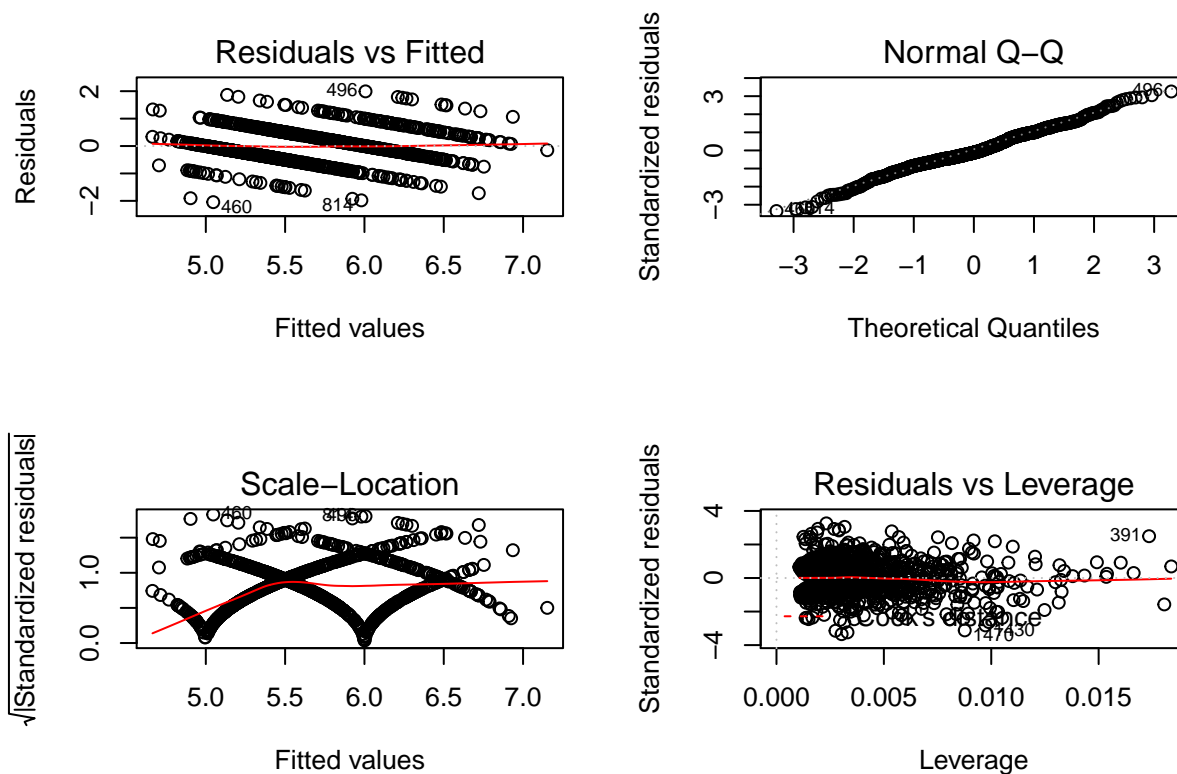 Residuals vs Fitted
Residuals
2
0
−2
496
460
814
5.0 5.5 6.0 6.5 7.0
Fitted values
Normal Q−Q
Standardized residuals
3
0
−3
496
−3 −2 −1 0 1 2 3
Theoretical Quantiles
Scale−Location
√|Standardized residuals|
1.0
0.0
460
5.0 5.5 6.0 6.5 7.0
Fitted values
Residuals vs Leverage
Standardized residuals
4
0
−4
391
Cook's distance
1470
0.000 0.005 0.010 0.015
Leverage